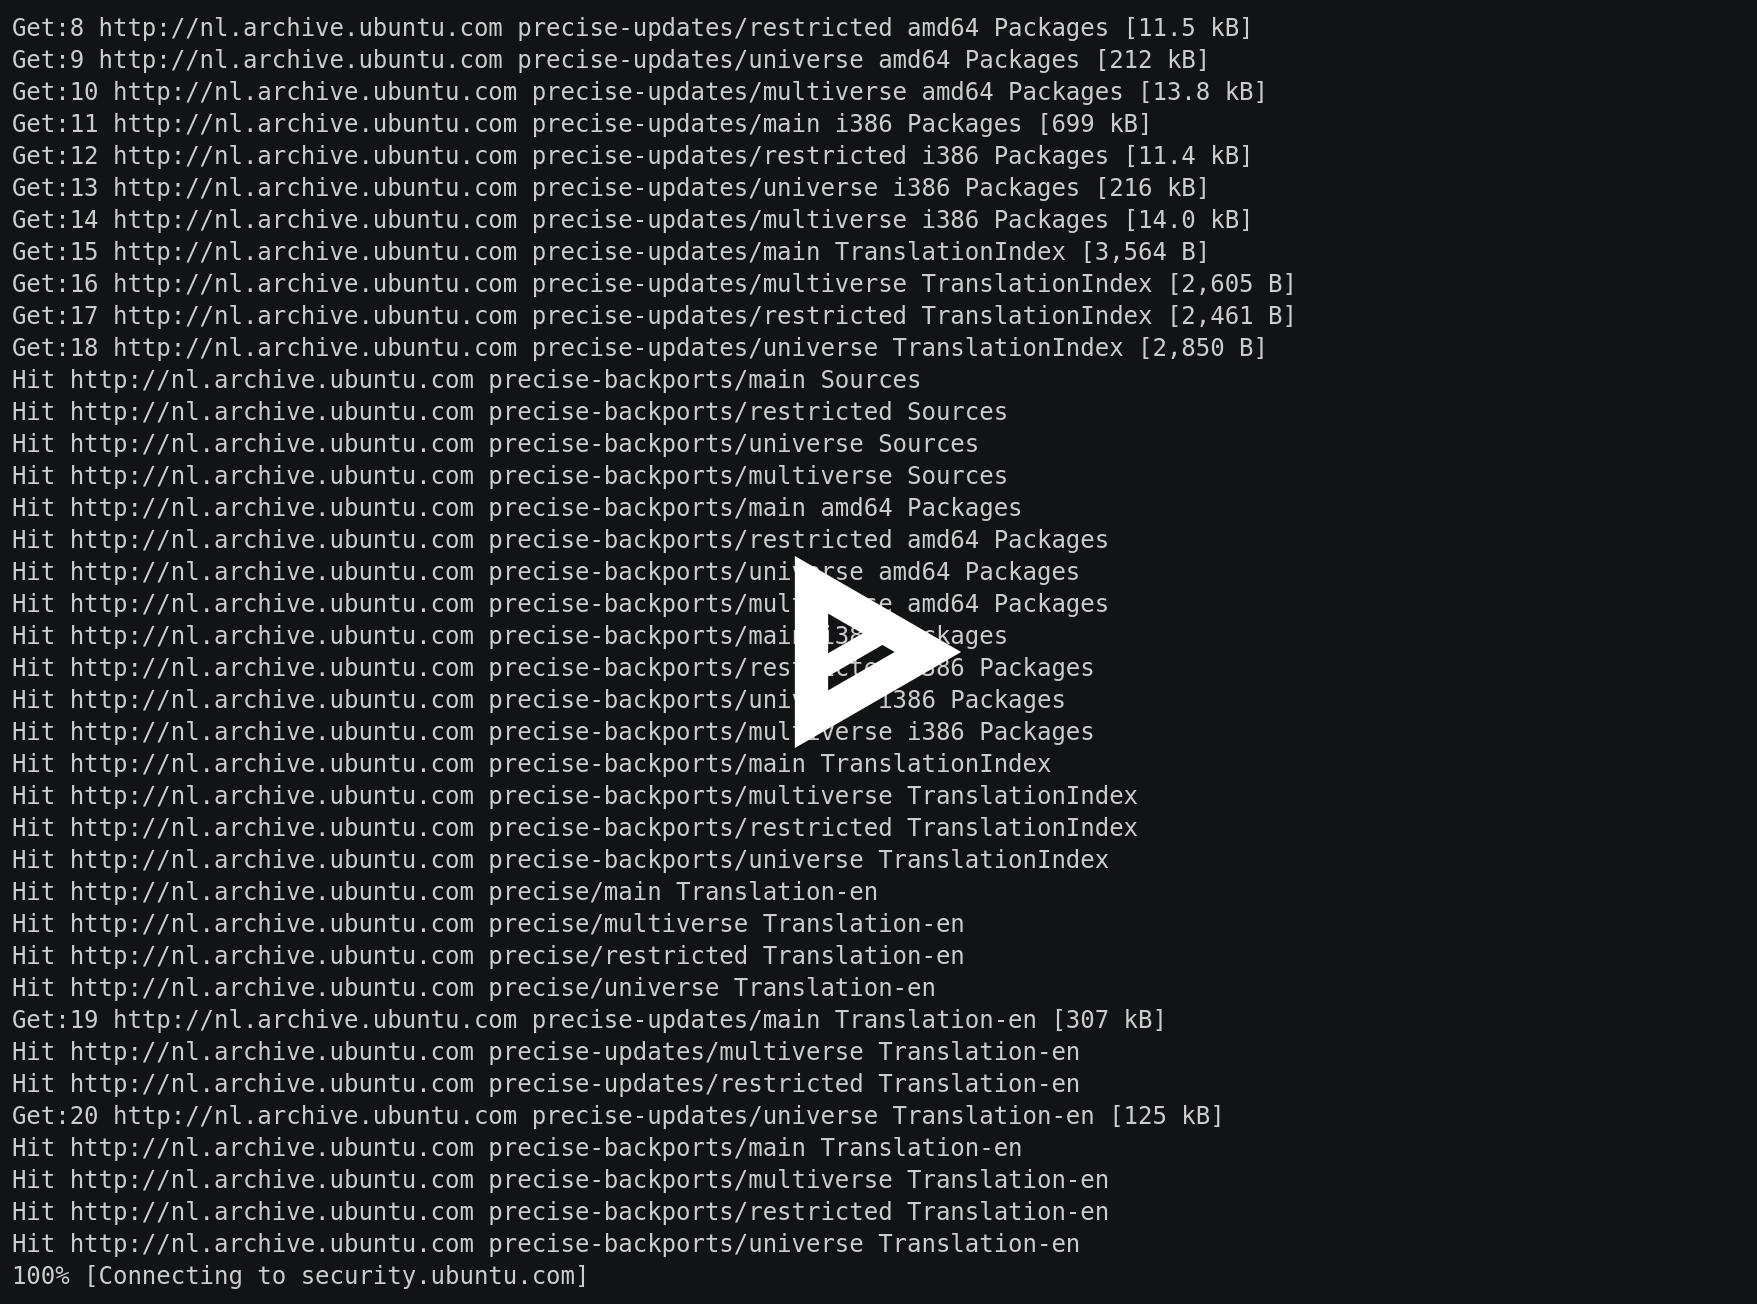 Get:8 http://nl.archive.ubuntu.com precise-updates/restricted amd64 Packages [11.5 kB]
Get:9 http://nl.archive.ubuntu.com precise-updates/universe amd64 Packages [212 kB]
Get:10 http://nl.archive.ubuntu.com precise-updates/multiverse amd64 Packages [13.8 kB]
Get:11 http://nl.archive.ubuntu.com precise-updates/main i386 Packages [699 kB]
Get:12 http://nl.archive.ubuntu.com precise-updates/restricted i386 Packages [11.4 kB]
Get:13 http://nl.archive.ubuntu.com precise-updates/universe i386 Packages [216 kB]
Get:14 http://nl.archive.ubuntu.com precise-updates/multiverse i386 Packages [14.0 kB]
Get:15 http://nl.archive.ubuntu.com precise-updates/main TranslationIndex [3,564 B]
Get:16 http://nl.archive.ubuntu.com precise-updates/multiverse TranslationIndex [2,605 B]
Get:17 http://nl.archive.ubuntu.com precise-updates/restricted TranslationIndex [2,461 B]
Get:18 http://nl.archive.ubuntu.com precise-updates/universe TranslationIndex [2,850 B]
Hit http://nl.archive.ubuntu.com precise-backports/main Sources
Hit http://nl.archive.ubuntu.com precise-backports/restricted Sources
Hit http://nl.archive.ubuntu.com precise-backports/universe Sources
Hit http://nl.archive.ubuntu.com precise-backports/multiverse Sources
Hit http://nl.archive.ubuntu.com precise-backports/main amd64 Packages
Hit http://nl.archive.ubuntu.com precise-backports/restricted amd64 Packages
Hit http://nl.archive.ubuntu.com precise-backports/universe amd64 Packages
Hit http://nl.archive.ubuntu.com precise-backports/multiverse amd64 Packages
Hit http://nl.archive.ubuntu.com precise-backports/main i386 Packages
Hit http://nl.archive.ubuntu.com precise-backports/restricted i386 Packages
Hit http://nl.archive.ubuntu.com precise-backports/universe i386 Packages
Hit http://nl.archive.ubuntu.com precise-backports/multiverse i386 Packages
Hit http://nl.archive.ubuntu.com precise-backports/main TranslationIndex
Hit http://nl.archive.ubuntu.com precise-backports/multiverse TranslationIndex
Hit http://nl.archive.ubuntu.com precise-backports/restricted TranslationIndex
Hit http://nl.archive.ubuntu.com precise-backports/universe TranslationIndex
Hit http://nl.archive.ubuntu.com precise/main Translation-en
Hit http://nl.archive.ubuntu.com precise/multiverse Translation-en
Hit http://nl.archive.ubuntu.com precise/restricted Translation-en
Hit http://nl.archive.ubuntu.com precise/universe Translation-en
Get:19 http://nl.archive.ubuntu.com precise-updates/main Translation-en [307 kB]
Hit http://nl.archive.ubuntu.com precise-updates/multiverse Translation-en
Hit http://nl.archive.ubuntu.com precise-updates/restricted Translation-en
Get:20 http://nl.archive.ubuntu.com precise-updates/universe Translation-en [125 kB]
Hit http://nl.archive.ubuntu.com precise-backports/main Translation-en
Hit http://nl.archive.ubuntu.com precise-backports/multiverse Translation-en
Hit http://nl.archive.ubuntu.com precise-backports/restricted Translation-en
Hit http://nl.archive.ubuntu.com precise-backports/universe Translation-en
100% [Connecting to security.ubuntu.com]